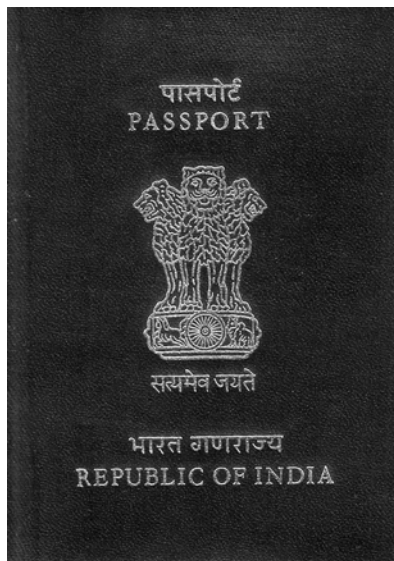 पासपोर्ट
PASSPORT
सत्यमेव जयते
भारत गणराज्य
REPUBLIC OF INDIA